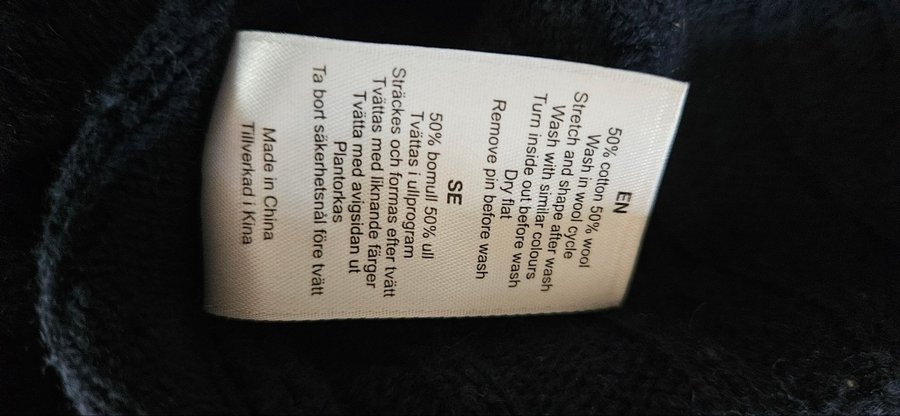 EN
50% cotton 50% wool
Wash in wool cycle
Stretch and shape after wash
Wash with similar colours
Turn inside out before wash
Dry flat
Remove pin before wash
SE
50% bomull 50% ull
Tvättas i ullprogram
Sträckes och formas efter tvätt
Tvättas med liknande färger
Tvätta med avigsidan ut
Plantorkas
Ta bort säkerhetsnål före tvätt
Made in China
Tillverkad i Kina